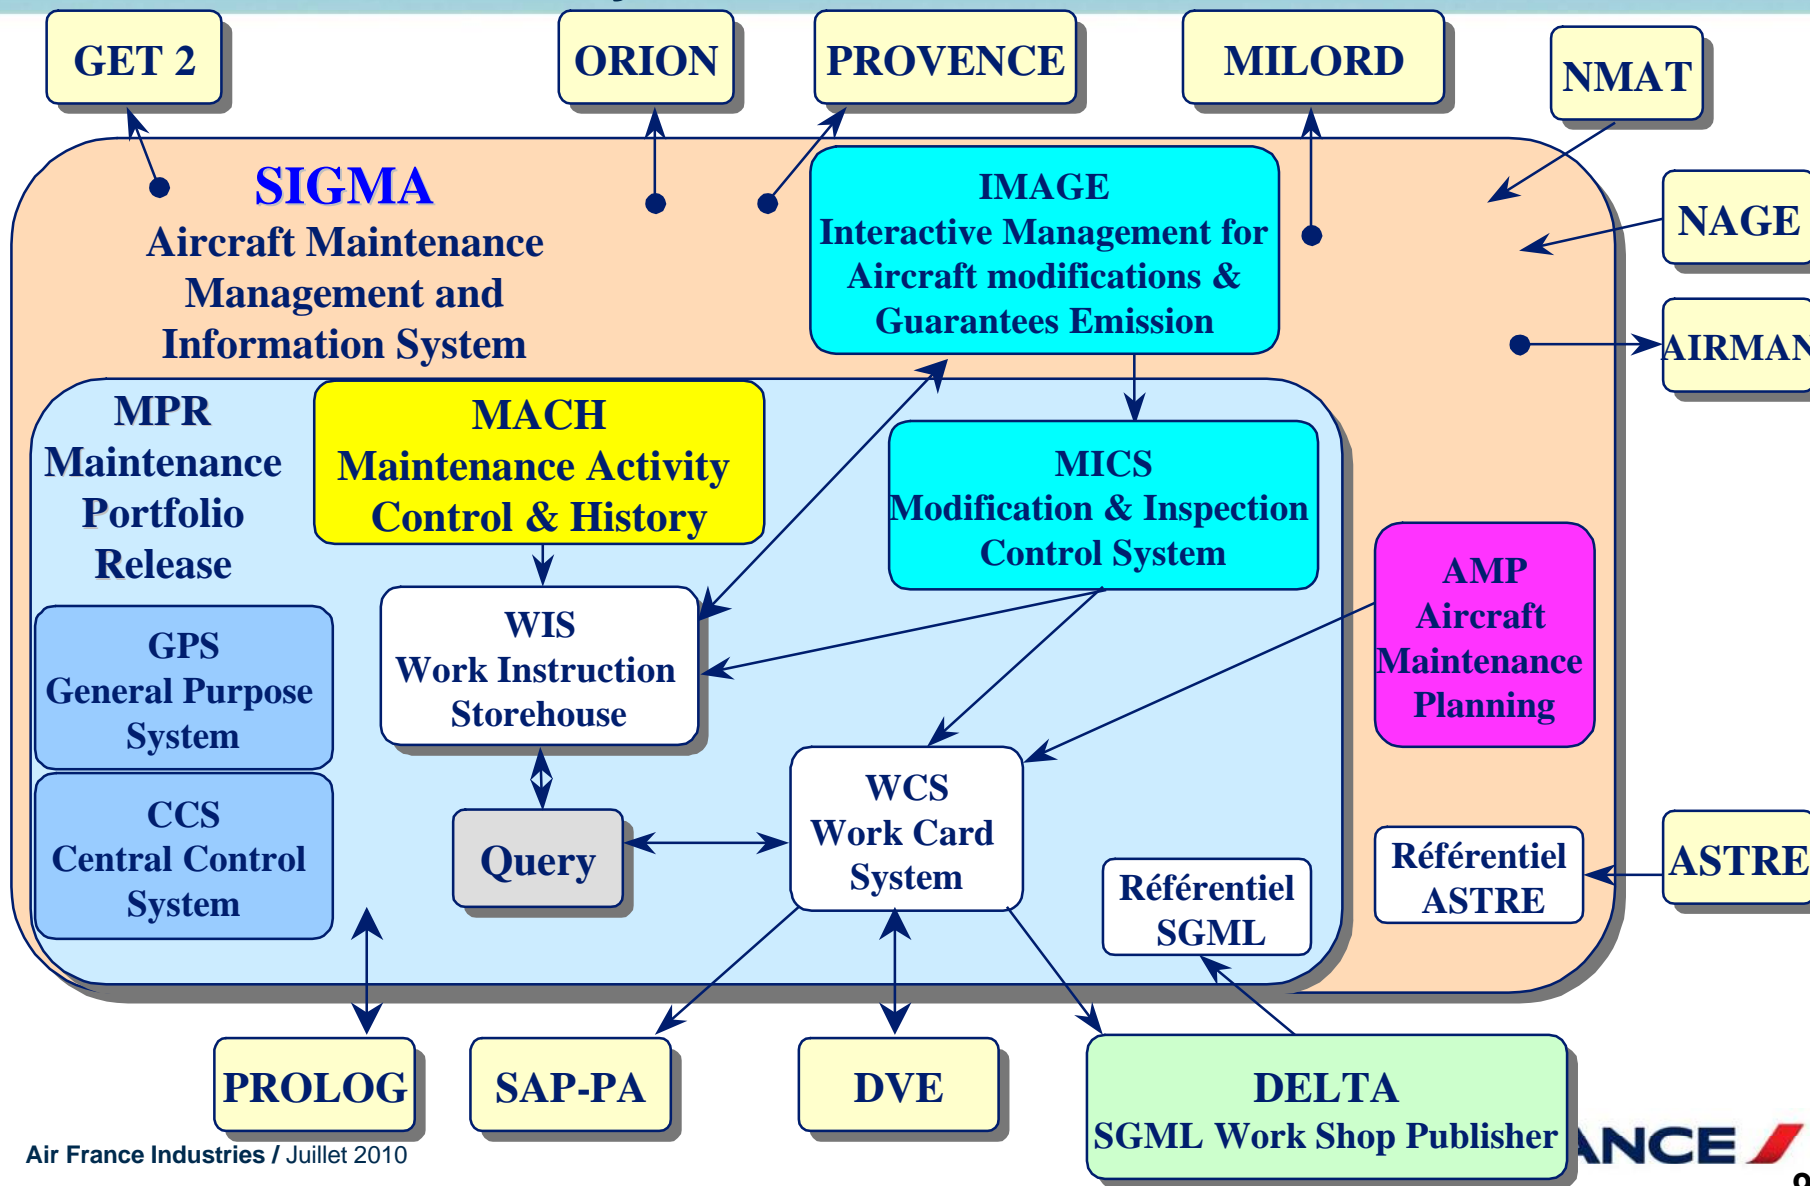 GET 2
ORION
PROVENCE
MILORD
NMAT
SIGMA
Aircraft Maintenance
Management and
Information System
IMAGE
Interactive Management for
Aircraft modifications &
Guarantees Emission
NAGE
AIRMAN
MPR
Maintenance
Portfolio
Release
MACH
Maintenance Activity
Control & History
MICS
Modification & Inspection
Control System
AMP
Aircraft
Maintenance
Planning
GPS
General Purpose
System
WIS
Work Instruction
Storehouse
CCS
Central Control
System
Query
WCS
Work Card
System
Référentiel
SGML
Référentiel
ASTRE
ASTRE
PROLOG
SAP-PA
DVE
DELTA
SGML Work Shop Publisher
Air France Industries / Juillet 2010
ANCE